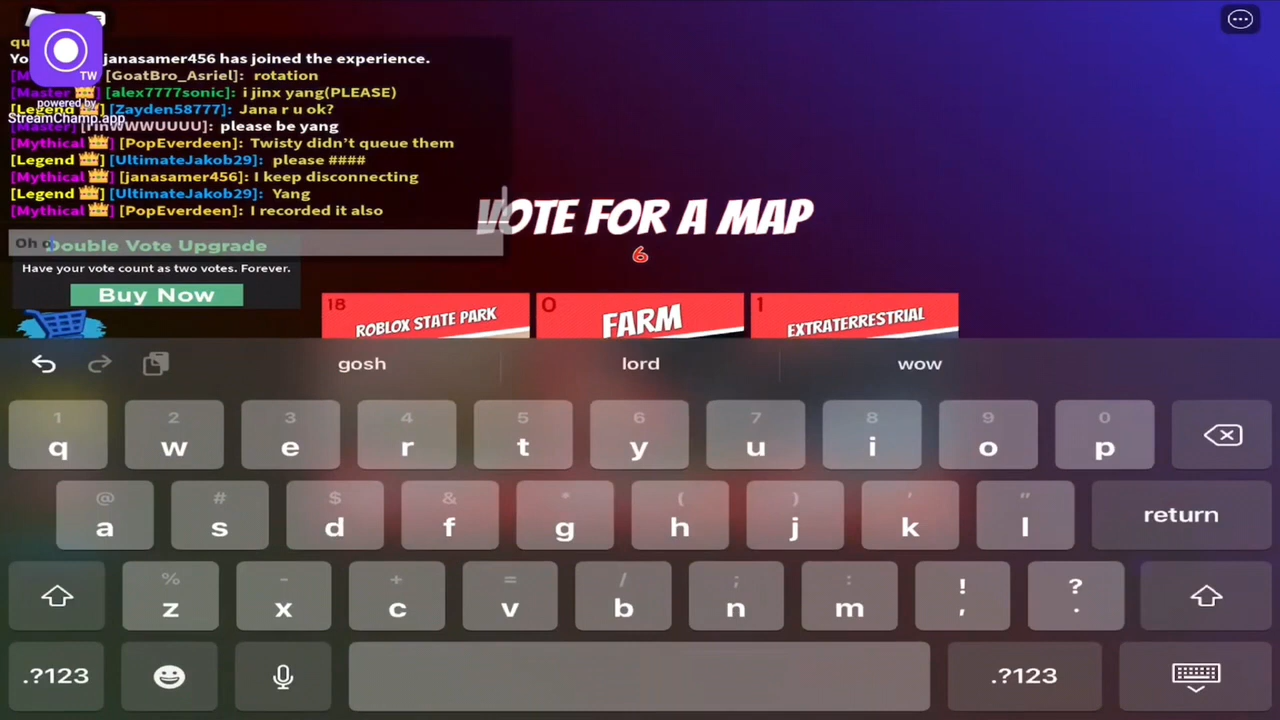 TW
powered by
StreamChamp.app
janasamer456 has joined the experience.
[GoatBro_Asriel]: rotation
[alex7777sonic]: i jinx yang(PLEASE)
[Legend 👑] [Zayden58777]: Jana r u ok?
[Master] [rinWWWUUUU]: please be yang
[Mythical 👑] [PopEverdeen]: Twisty didn't queue them
[Legend 👑] [UltimateJakob29]: please ####
[Mythical 👑] [janasamer456]: I keep disconnecting
[Legend 👑] [UltimateJakob29]: Yang
[Mythical 👑] [PopEverdeen]: I recorded it also
Oh
Double Vote Upgrade
Have your vote count as two votes. Forever.
Buy Now
VOTE FOR A MAP
6
18 ROBLOX STATE PARK
0 FARM
1 EXTRATERRESTRIAL
gosh lord wow
1 2 3 4 5 6 7 8 9 0
q w e r t y u i o p
@ # $ & * ( ) ' "
a s d f g h j k l return
% - + = / ; : ! ?
z x c v b n m , .
.?123 .?123